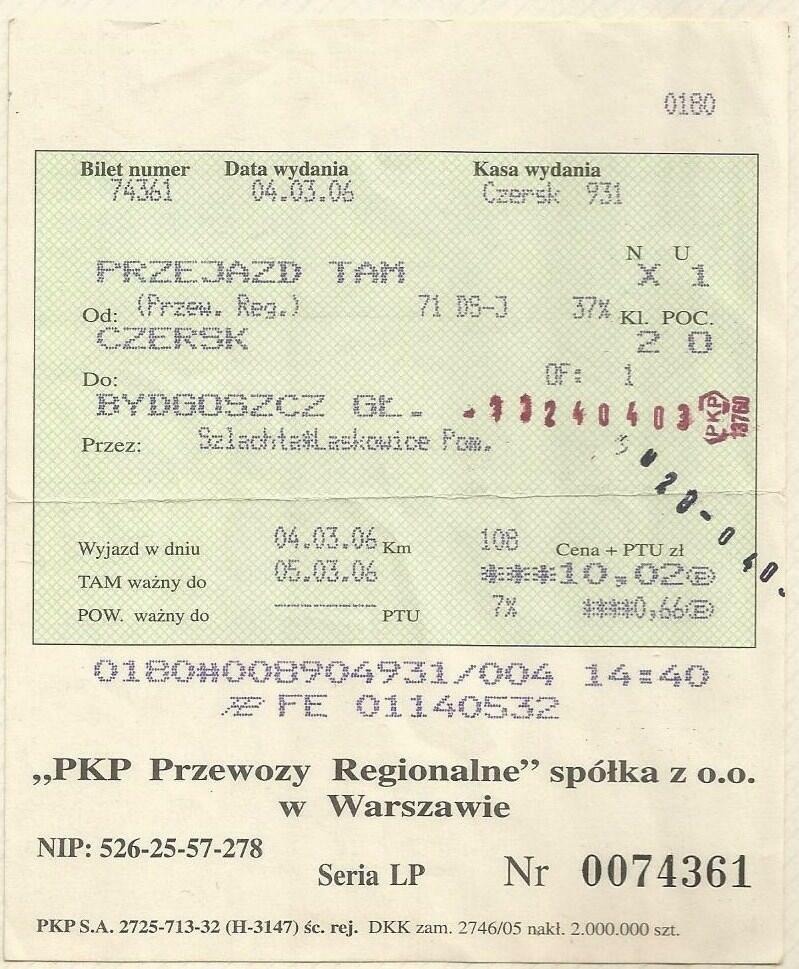 0180
Bilet numer Data wydania Kasa wydania
74361 04.03.06 Czersk 931
N U
PRZEJAZD TAM X 1
Od: (Przew. Reg.) 71 DS-J 37% Kl. POC.
CZERSK 2 0
Do: OF: 1
BYDGOSZCZ GŁ.
PKP 13760
Przez: Szlachta*Laskowice Pom.
Wyjazd w dniu 04.03.06 Km 108 Cena + PTU zł
TAM ważny do 05.03.06 ***10,02
POW. ważny do ----------- PTU 7% ****0,66
0180#008904931/004 14:40
FE 01140532
„PKP Przewozy Regionalne” spółka z o.o.
w Warszawie
NIP: 526-25-57-278
Seria LP Nr 0074361
PKP S.A. 2725-713-32 (H-3147) śc. rej. DKK zam. 2746/05 nakł. 2.000.000 szt.